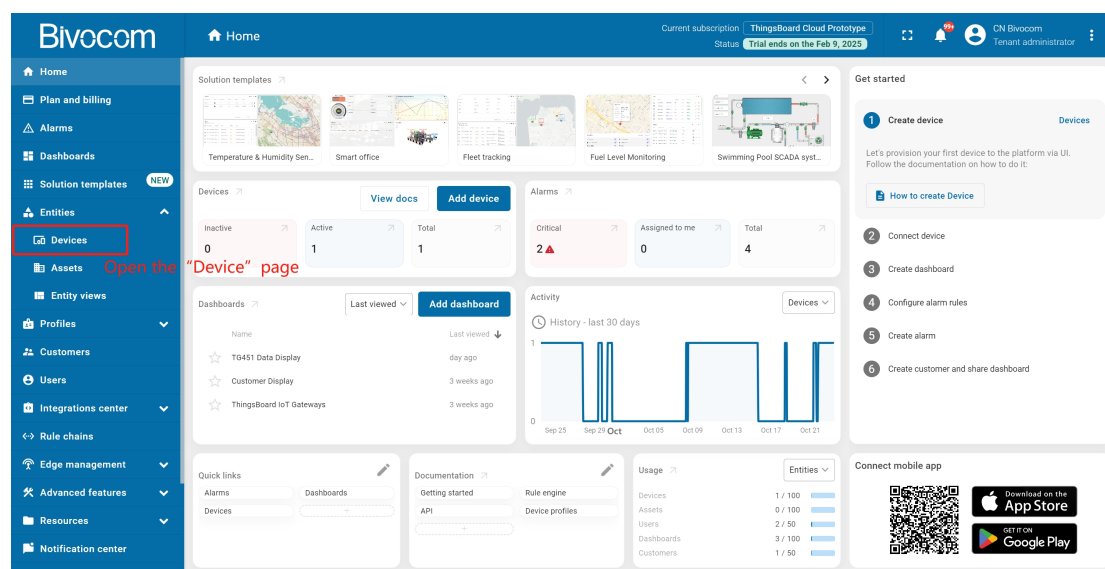 Bivocom
Home
Current subscription ThingsBoard Cloud Prototype
Status Trial ends on the Feb 9, 2025
99+
CN Bivocom
Tenant administrator
Home
Plan and billing
Alarms
Dashboards
Solution templates NEW
Entities
Devices
Assets
Open the "Device" page
Entity views
Profiles
Customers
Users
Integrations center
Rule chains
Edge management
Advanced features
Resources
Notification center
Solution templates
Temperature & Humidity Sen...
Smart office
Fleet tracking
Fuel Level Monitoring
Swimming Pool SCADA syst...
Devices
View docs
Add device
Inactive
0
Active
1
Total
1
Alarms
Critical
2
Assigned to me
0
Total
4
Dashboards
Last viewed
Add dashboard
Name
Last viewed
TG451 Data Display day ago
Customer Display 3 weeks ago
ThingsBoard IoT Gateways 3 weeks ago
Activity
Devices
History - last 30 days
1
0
Sep 25 Sep 29 Oct Oct 05 Oct 09 Oct 13 Oct 17 Oct 21
Quick links
Alarms
Dashboards
Devices
+
Documentation
Getting started
Rule engine
API
Device profiles
+
Usage
Entities
Devices 1 / 100
Assets 0 / 100
Users 2 / 50
Dashboards 3 / 100
Customers 1 / 50
Get started
1 Create device Devices
Let's provision your first device to the platform via UI.
Follow the documentation on how to do it:
How to create Device
2 Connect device
3 Create dashboard
4 Configure alarm rules
5 Create alarm
6 Create customer and share dashboard
Connect mobile app
Download on the
App Store
GET IT ON
Google Play